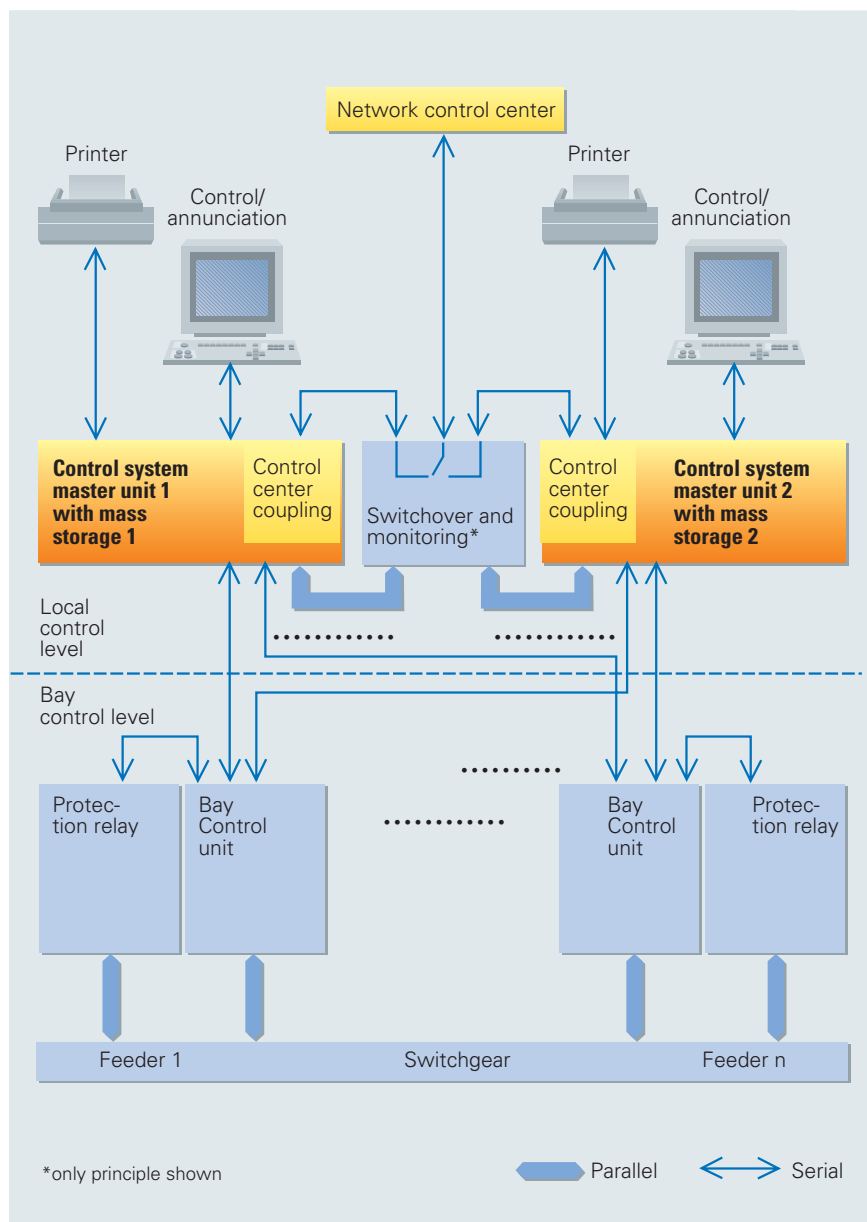 Network control center
Printer
Control/
annunciation
Printer
Control/
annunciation
Control system
master unit 1
with mass
storage 1
Control
center
coupling
Switchover and
monitoring*
Control
center
coupling
Control system
master unit 2
with mass
storage 2
Local
control
level
Bay
control level
Protec-
tion relay
Bay
Control
unit
Bay
Control
unit
Protec-
tion relay
Feeder 1
Switchgear
Feeder n
*only principle shown
Parallel
Serial